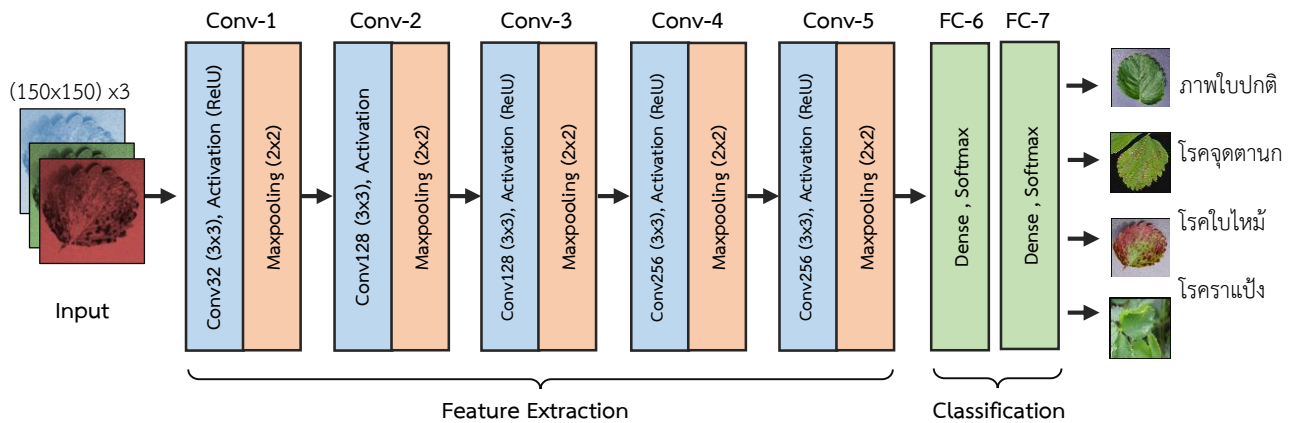 Conv-1
Conv-2
Conv-3
Conv-4
Conv-5
FC-6
FC-7
(150x150) x3
Input
Conv32 (3x3), Activation (RelU)
Maxpooling (2x2)
Conv128 (3x3), Activation
Maxpooling (2x2)
Conv128 (3x3), Activation (RelU)
Maxpooling (2x2)
Conv256 (3x3), Activation (RelU)
Maxpooling (2x2)
Conv256 (3x3), Activation (RelU)
Maxpooling (2x2)
Dense , Softmax
Dense , Softmax
ภาพใบปกติ
โรคจุดตานก
โรคใบไหม้
โรคราแป้ง
Feature Extraction
Classification